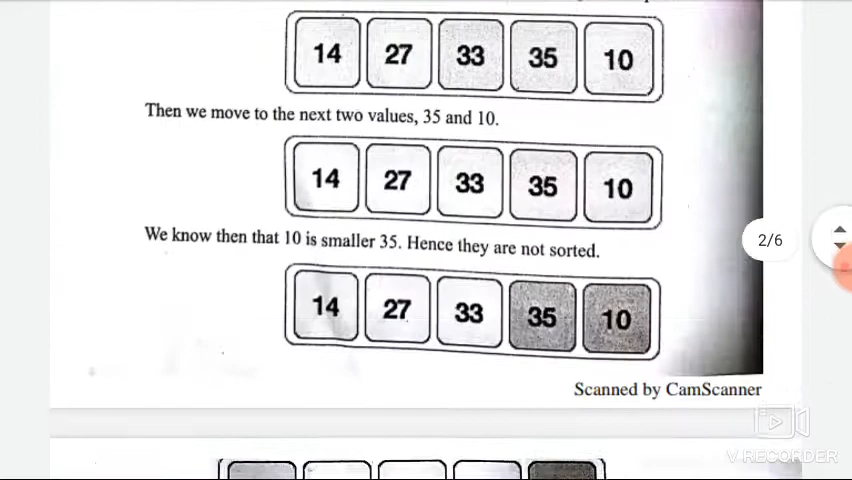 14 27 33 35 10
Then we move to the next two values, 35 and 10.
14 27 33 35 10
We know then that 10 is smaller 35. Hence they are not sorted.
14 27 33 35 10
2/6
Scanned by CamScanner
V RECORDER